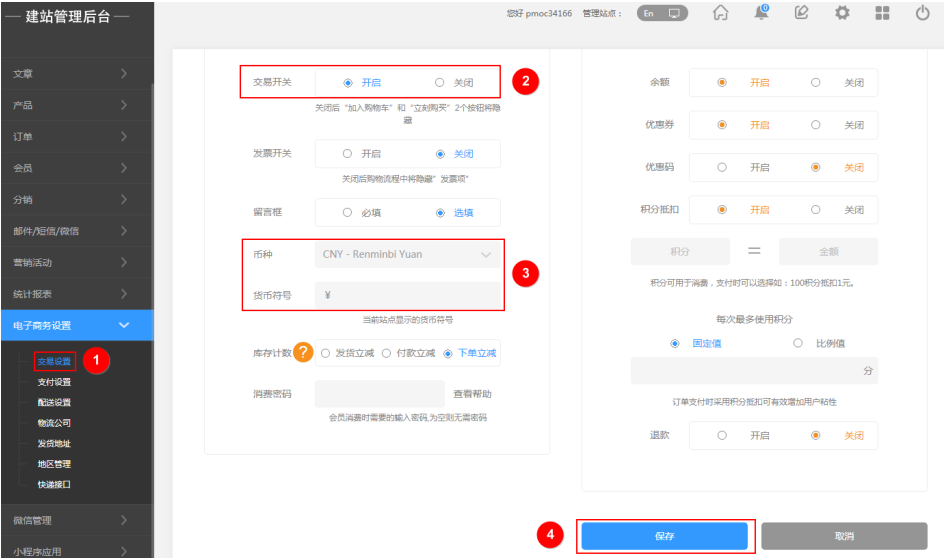 — 建站管理后台 —
您好 pmoc34166 管理站点： En
0
文章
产品
订单
会员
分销
邮件/短信/微信
营销活动
统计报表
电子商务设置
交易设置 1
支付设置
配送设置
物流公司
发货地址
地区管理
快递接口
微信管理
小程序应用
交易开关 开启 关闭 2
关闭后“加入购物车”和“立刻购买”2个按钮将隐
藏
发票开关 开启 关闭
关闭后购物流程中将隐藏”发票项”
留言框 必填 选填
币种 CNY - Renminbi Yuan
3
货币符号 ¥
当前站点显示的货币符号
库存计数 ? 发货立减 付款立减 下单立减
消费密码 查看帮助
会员消费时需要的输入密码,为空则无需密码
余额 开启 关闭
优惠券 开启 关闭
优惠码 开启 关闭
积分抵扣 开启 关闭
积分 = 金额
积分可用于消费，支付时可以选择如：100积分抵扣1元。
每次最多使用积分
固定值 比例值
分
订单支付时采用积分抵扣可有效增加用户粘性
退款 开启 关闭
4 保存 取消